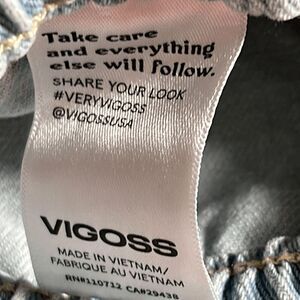 Take care
and everything
else will follow.
SHARE YOUR LOOK
#VERYVIGOSS
@VIGOSSUSA
VIGOSS
MADE IN VIETNAM/
FABRIQUE AU VIETNAM
RN#110712 CA#29438